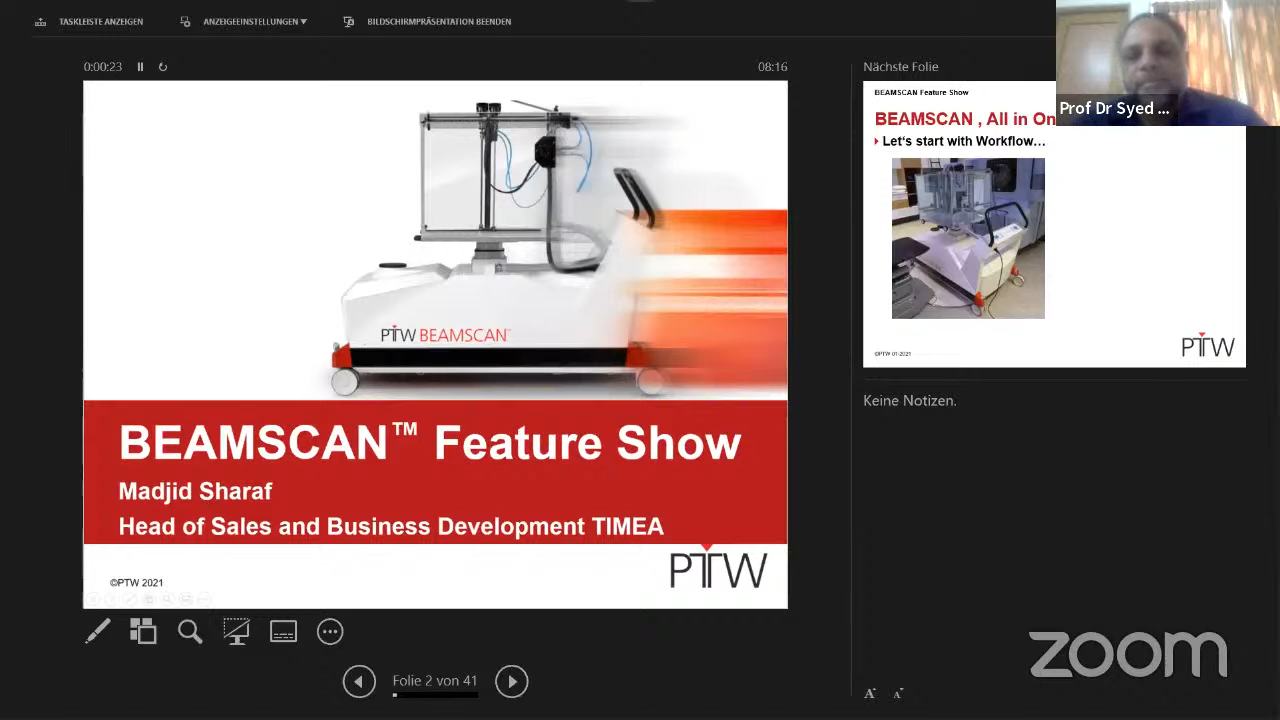 TASKLEISTE ANZEIGEN
ANZEIGEEINSTELLUNGEN ▼
BILDSCHIRMPRÄSENTATION BEENDEN
0:00:23
08:16
PTW BEAMSCAN™
BEAMSCAN™ Feature Show
Madjid Sharaf
Head of Sales and Business Development TIMEA
©PTW 2021
PTW
Folie 2 von 41
Nächste Folie
Prof Dr Syed ...
BEAMSCAN Feature Show
BEAMSCAN , All in On
Let's start with Workflow…
©PTW 01-2021
PTW
Keine Notizen.
A A
zoom